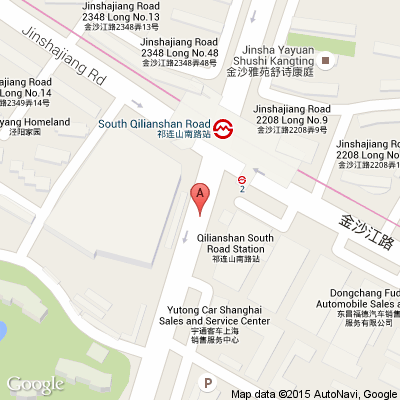 Jinshajiang Road
2348 Long No.13
金沙江路2348弄13号
Jinshajiang Rd
Jinshajiang Road
2348 Long No.48
金沙江路2348弄48号
Jinsha Yayuan
Shushi Kangting
金沙雅苑舒诗康庭
Jinshajiang Road
2349 Long No.14
金沙江路2349弄14号
yang Homeland
泾阳家园
South Qilianshan Road
祁连山南路站
Jinshajiang Road
2208 Long No.9
金沙江路2208弄9号
Jinshajiang Road
2208 Long No
金沙江路2208弄
2
A
金沙江路
Qilianshan South
Road Station
祁连山南路站
Yutong Car Shanghai
Sales and Service Center
宇通客车上海
销售服务中心
Dongchang Fud
Automobile Sales a
东昌福德汽车销售
服务有限公司
P
Google
Map data ©2015 AutoNavi, Google